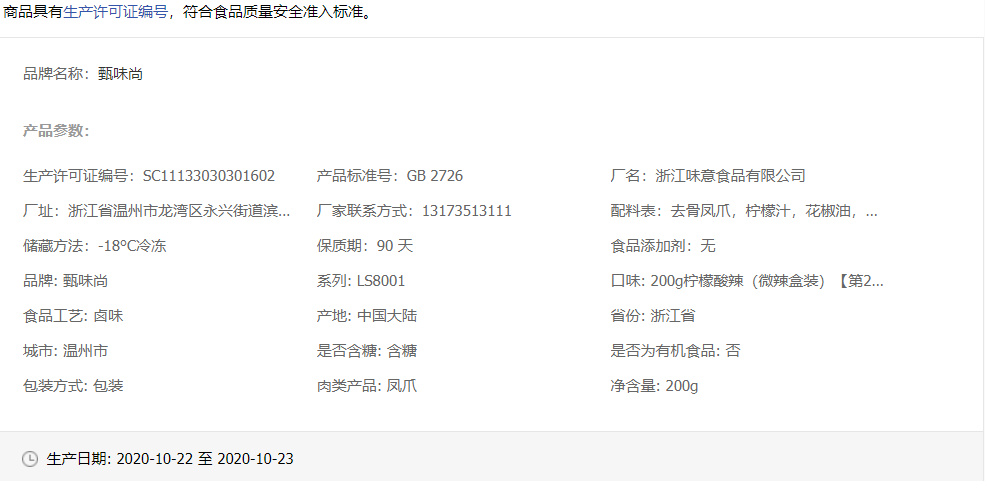 商品具有生产许可证编号，符合食品质量安全准入标准。
品牌名称：甄味尚
产品参数：
生产许可证编号：SC11133030301602 产品标准号：GB 2726 厂名：浙江味意食品有限公司
厂址：浙江省温州市龙湾区永兴街道滨... 厂家联系方式：13173513111 配料表：去骨凤爪，柠檬汁，花椒油，...
储藏方法：-18℃冷冻 保质期：90 天 食品添加剂：无
品牌: 甄味尚 系列: LS8001 口味: 200g柠檬酸辣（微辣盒装）【第2...
食品工艺: 卤味 产地: 中国大陆 省份: 浙江省
城市: 温州市 是否含糖: 含糖 是否为有机食品: 否
包装方式: 包装 肉类产品: 凤爪 净含量: 200g
生产日期: 2020-10-22 至 2020-10-23